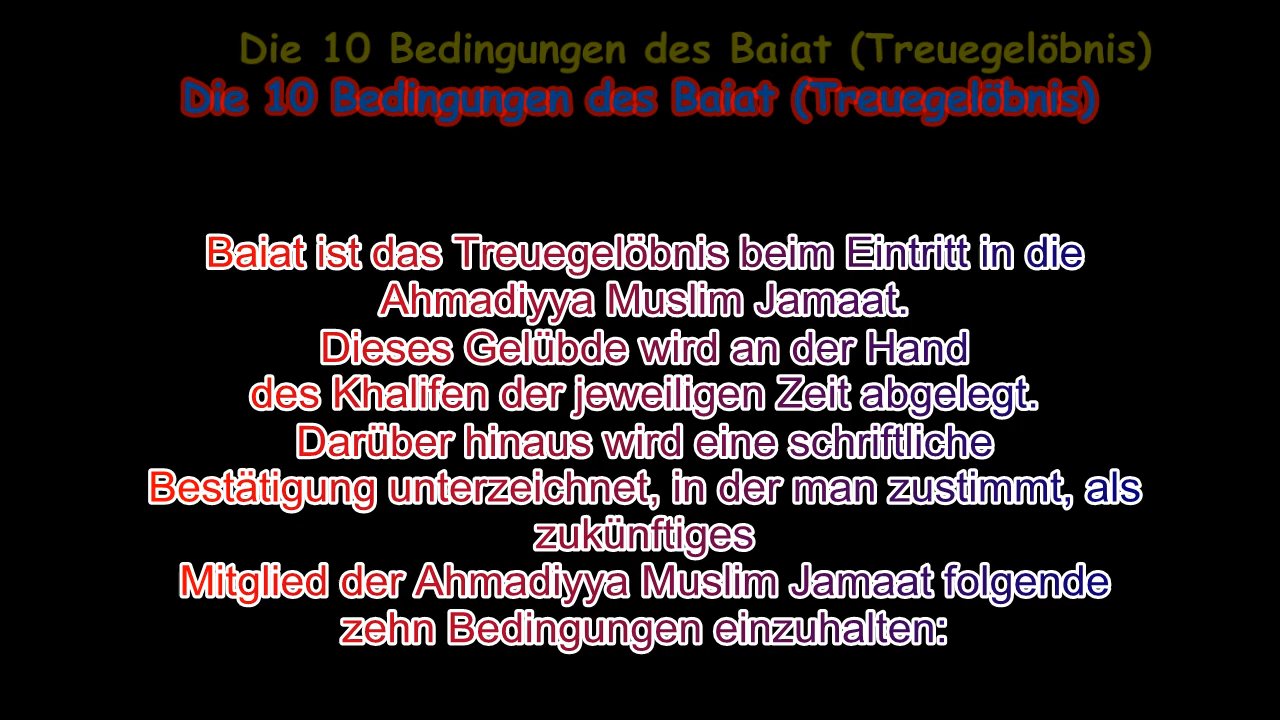 Die 10 Bedingungen des Baiat (Treuegelöbnis)
Die 10 Bedingungen des Baiat (Treuegelöbnis)
Baiat ist das Treuegelöbnis beim Eintritt in die
Ahmadiyya Muslim Jamaat.
Dieses Gelübde wird an der Hand
des Khalifen der jeweiligen Zeit abgelegt.
Darüber hinaus wird eine schriftliche
Bestätigung unterzeichnet, in der man zustimmt, als
zukünftiges
Mitglied der Ahmadiyya Muslim Jamaat folgende
zehn Bedingungen einzuhalten: